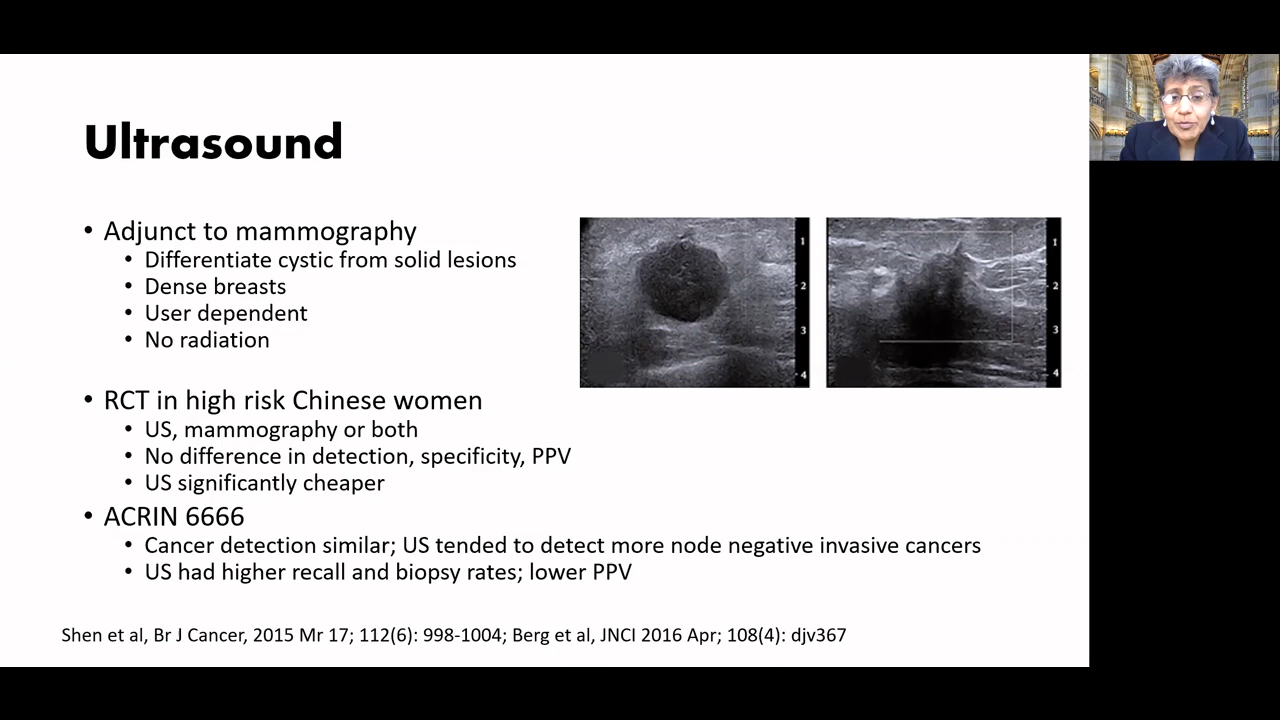 Ultrasound
• Adjunct to mammography
• Differentiate cystic from solid lesions
• Dense breasts
• User dependent
• No radiation
1
2
3
4
1
2
3
4
• RCT in high risk Chinese women
• US, mammography or both
• No difference in detection, specificity, PPV
• US significantly cheaper
• ACRIN 6666
• Cancer detection similar; US tended to detect more node negative invasive cancers
• US had higher recall and biopsy rates; lower PPV
Shen et al, Br J Cancer, 2015 Mr 17; 112(6): 998-1004; Berg et al, JNCI 2016 Apr; 108(4): djv367